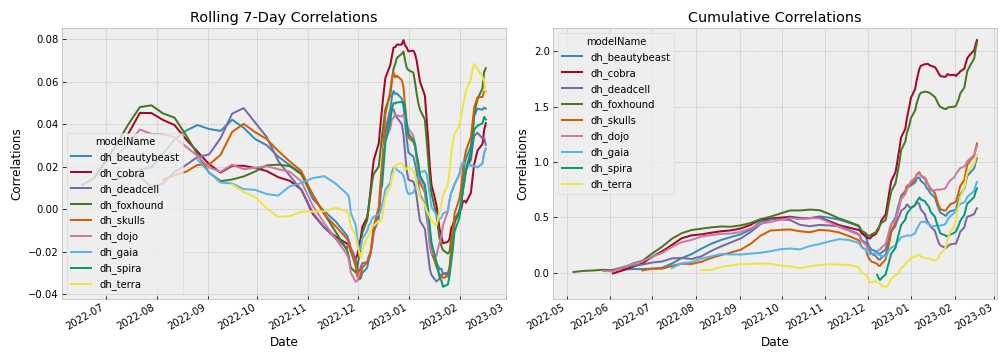 Rolling 7-Day Correlations
0.08
0.06
0.04
0.02
0.00
−0.02
−0.04
Correlations
modelName
dh_beautybeast
dh_cobra
dh_deadcell
dh_foxhound
dh_skulls
dh_dojo
dh_gaia
dh_spira
dh_terra
2022-07
2022-08
2022-09
2022-10
2022-11
2022-12
2023-01
2023-02
2023-03
Date
Cumulative Correlations
2.0
1.5
1.0
0.5
0.0
Correlations
modelName
dh_beautybeast
dh_cobra
dh_deadcell
dh_foxhound
dh_skulls
dh_dojo
dh_gaia
dh_spira
dh_terra
2022-05
2022-06
2022-07
2022-08
2022-09
2022-10
2022-11
2022-12
2023-01
2023-02
2023-03
Date